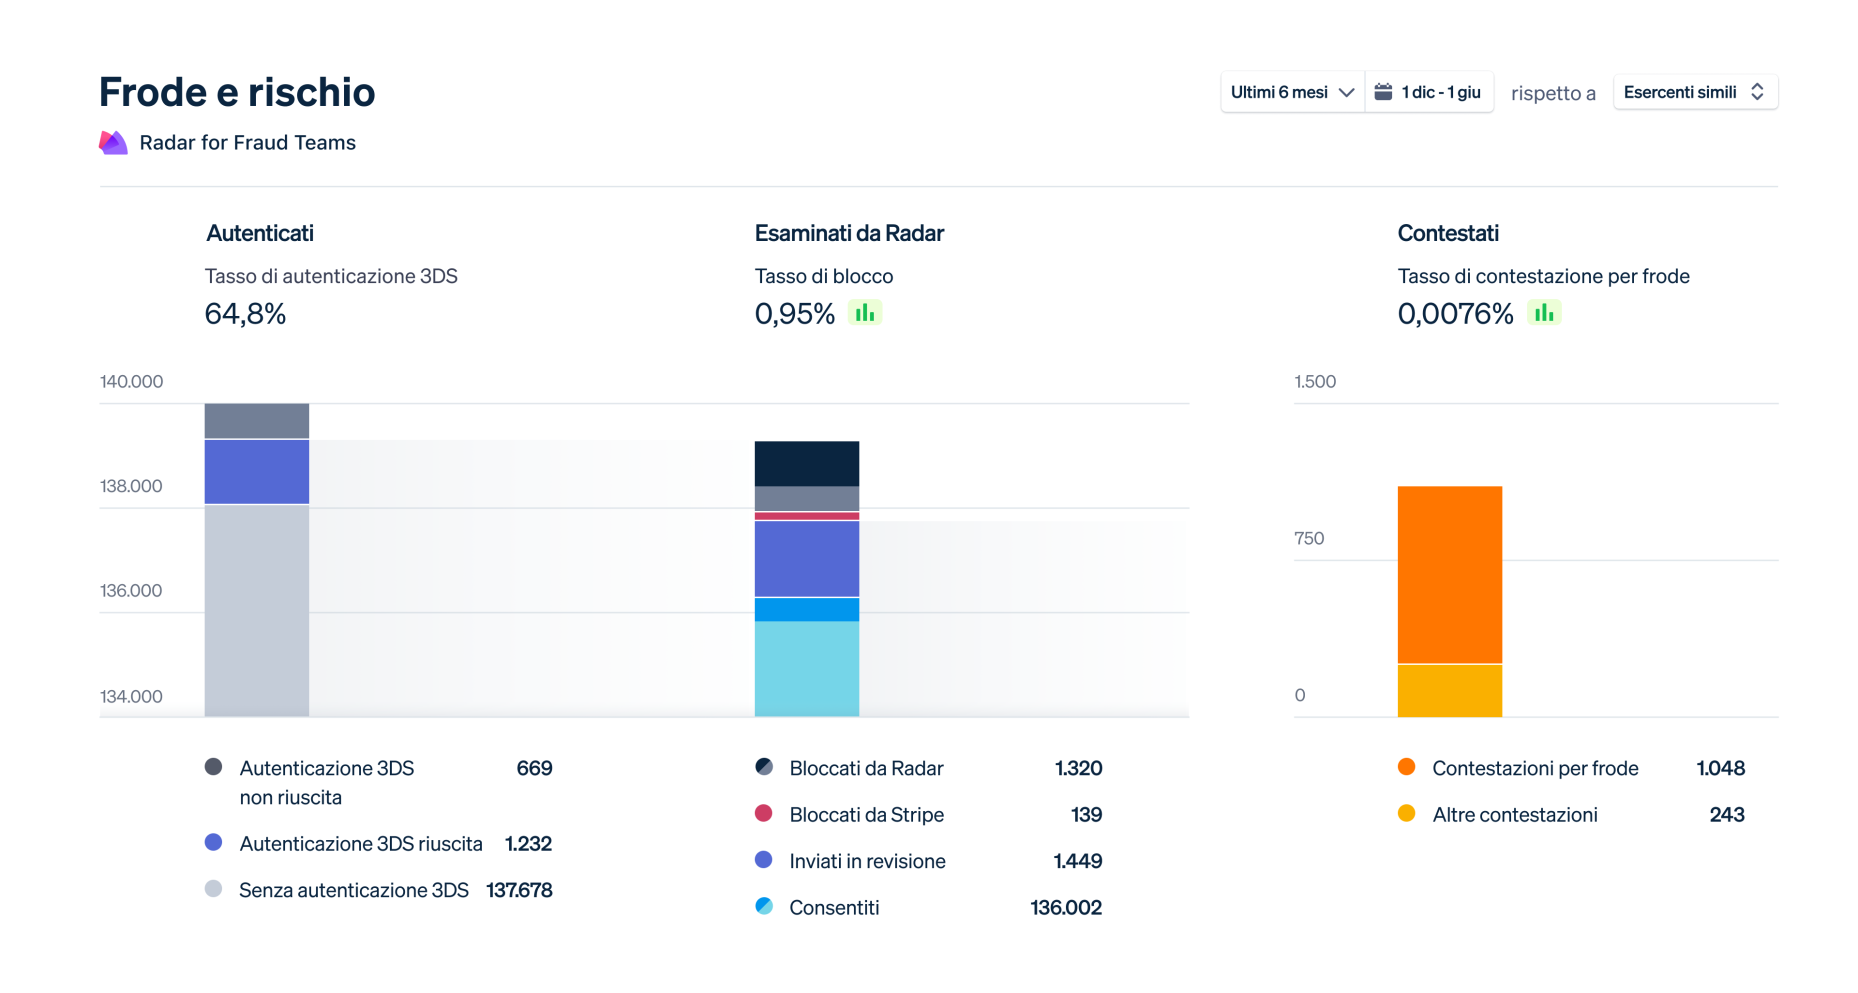 Frode e rischio
Ultimi 6 mesi 1 dic - 1 giu rispetto a Esercenti simili
Radar for Fraud Teams
Autenticati
Tasso di autenticazione 3DS
64,8%
140.000
138.000
136.000
134.000
Autenticazione 3DS 669
non riuscita
Autenticazione 3DS riuscita 1.232
Senza autenticazione 3DS 137.678
Esaminati da Radar
Tasso di blocco
0,95%
Bloccati da Radar 1.320
Bloccati da Stripe 139
Inviati in revisione 1.449
Consentiti 136.002
Contestati
Tasso di contestazione per frode
0,0076%
1.500
750
0
Contestazioni per frode 1.048
Altre contestazioni 243